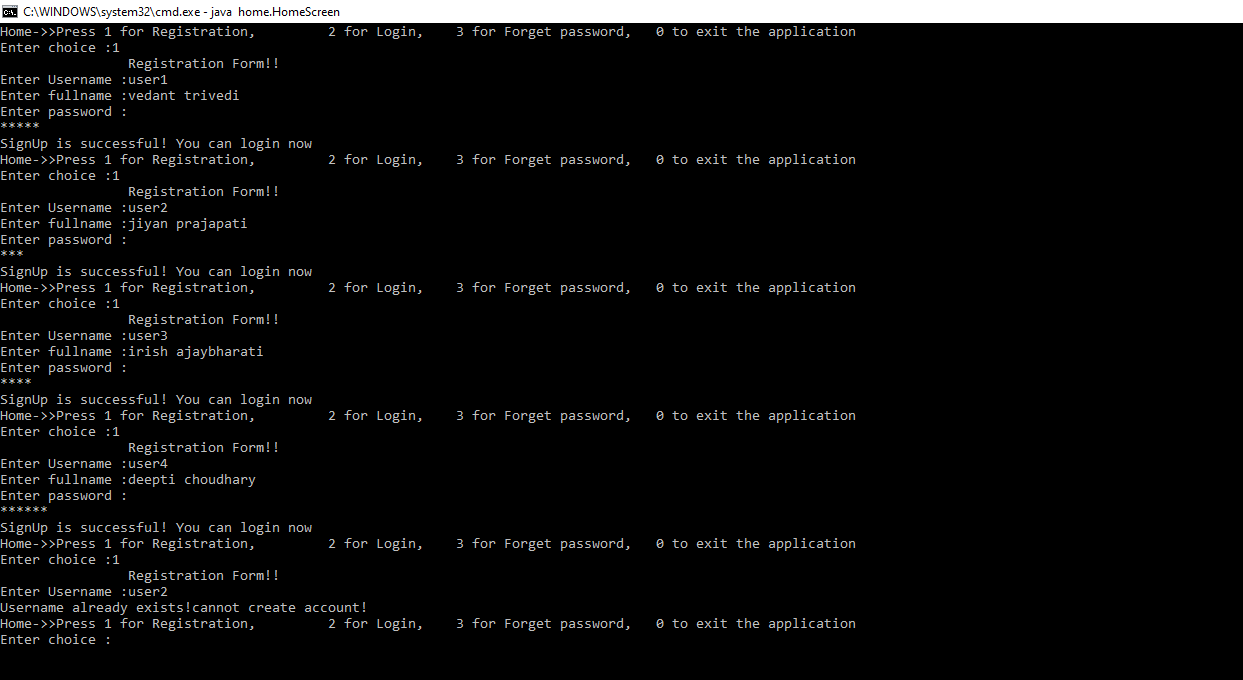 C:\WINDOWS\system32\cmd.exe - java  home.HomeScreen
Home->>Press 1 for Registration,         2 for Login,    3 for Forget password,   0 to exit the application
Enter choice :1
                Registration Form!!
Enter Username :user1
Enter fullname :vedant trivedi
Enter password :
*****
SignUp is successful! You can login now
Home->>Press 1 for Registration,         2 for Login,    3 for Forget password,   0 to exit the application
Enter choice :1
                Registration Form!!
Enter Username :user2
Enter fullname :jiyan prajapati
Enter password :
***
SignUp is successful! You can login now
Home->>Press 1 for Registration,         2 for Login,    3 for Forget password,   0 to exit the application
Enter choice :1
                Registration Form!!
Enter Username :user3
Enter fullname :irish ajaybharati
Enter password :
****
SignUp is successful! You can login now
Home->>Press 1 for Registration,         2 for Login,    3 for Forget password,   0 to exit the application
Enter choice :1
                Registration Form!!
Enter Username :user4
Enter fullname :deepti choudhary
Enter password :
******
SignUp is successful! You can login now
Home->>Press 1 for Registration,         2 for Login,    3 for Forget password,   0 to exit the application
Enter choice :1
                Registration Form!!
Enter Username :user2
Username already exists!cannot create account!
Home->>Press 1 for Registration,         2 for Login,    3 for Forget password,   0 to exit the application
Enter choice :